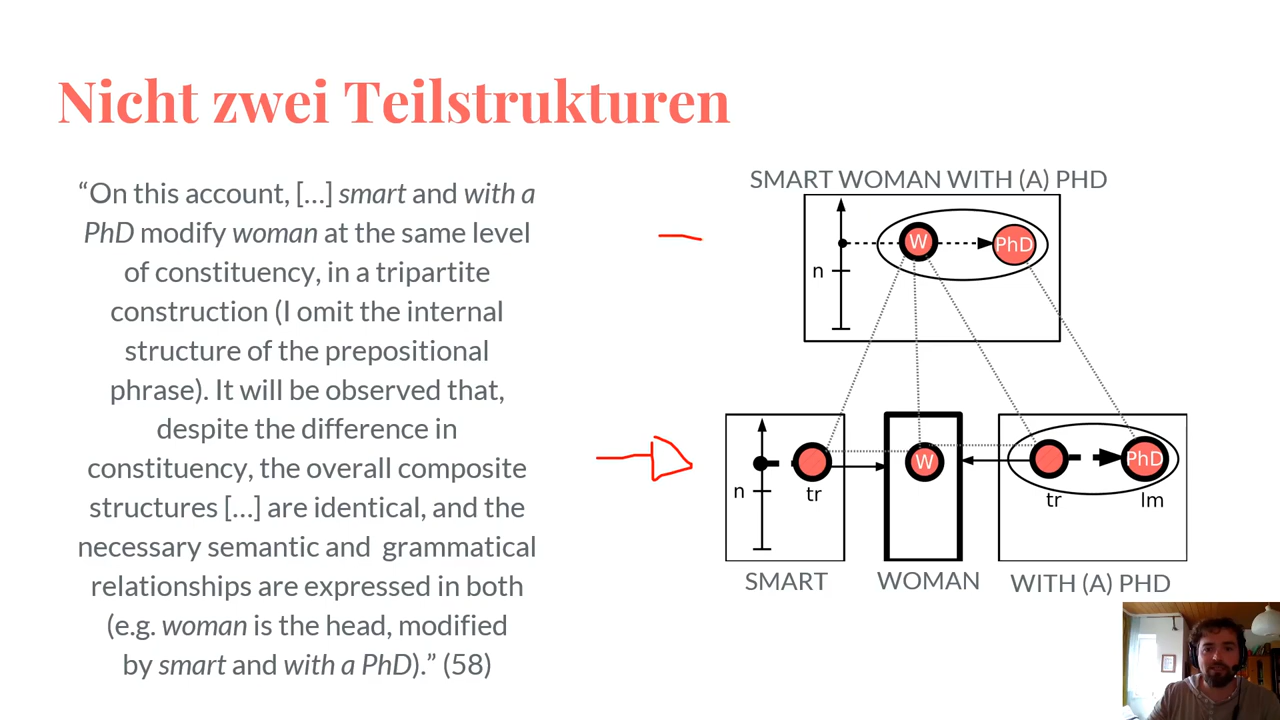 Nicht zwei Teilstrukturen
“On this account, […] smart and with a
PhD modify woman at the same level
of constituency, in a tripartite
construction (I omit the internal
structure of the prepositional
phrase). It will be observed that,
despite the difference in
constituency, the overall composite
structures […] are identical, and the
necessary semantic and grammatical
relationships are expressed in both
(e.g. woman is the head, modified
by smart and with a PhD).” (58)
SMART WOMAN WITH (A) PHD
W
PhD
n
W
PhD
n
tr
tr
lm
SMART
WOMAN
WITH (A) PHD